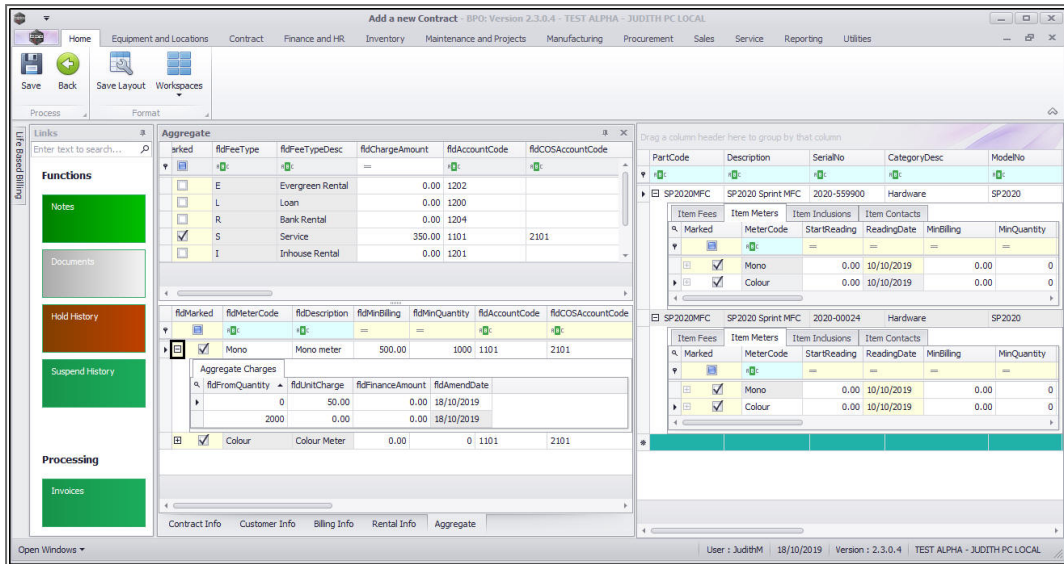 Add a new Contract - BPO: Version 2.3.0.4 - TEST ALPHA - JUDITH PC LOCAL
Home Equipment and Locations Contract Finance and HR Inventory Maintenance and Projects Manufacturing Procurement Sales Service Reporting Utilities
Save Back Save Layout Workspaces
Process Format
Life Based Billing
Links
Enter text to search...
Functions
Notes
Documents
Hold History
Suspend History
Processing
Invoices
Aggregate
arked fldFeeType fldFeeTypeDesc fldChargeAmount fldAccountCode fldCOSAccountCode
E Evergreen Rental 0.00 1202
L Loan 0.00 1200
R Bank Rental 0.00 1204
S Service 350.00 1101 2101
I Inhouse Rental 0.00 1201
fldMarked fldMeterCode fldDescription fldMinBilling fldMinQuantity fldAccountCode fldCOSAccountCode
Mono Mono meter 500.00 1000 1101 2101
Aggregate Charges
fldFromQuantity fldUnitCharge fldFinanceAmount fldAmendDate
0 50.00 0.00 18/10/2019
2000 0.00 0.00 18/10/2019
Colour Colour Meter 0.00 0 1101 2101
Contract Info Customer Info Billing Info Rental Info Aggregate
Drag a column header here to group by that column
PartCode Description SerialNo CategoryDesc ModelNo
SP2020MFC SP2020 Sprint MFC 2020-559900 Hardware SP2020
Item Fees Item Meters Item Inclusions Item Contacts
Marked MeterCode StartReading ReadingDate MinBilling MinQuantity
Mono 0.00 10/10/2019 0.00 0
Colour 0.00 10/10/2019 0.00 0
SP2020MFC SP2020 Sprint MFC 2020-00024 Hardware SP2020
Item Fees Item Meters Item Inclusions Item Contacts
Marked MeterCode StartReading ReadingDate MinBilling MinQuantity
Mono 0.00 10/10/2019 0.00 0
Colour 0.00 10/10/2019 0.00 0
Open Windows User : JudithM 18/10/2019 Version : 2.3.0.4 TEST ALPHA - JUDITH PC LOCAL